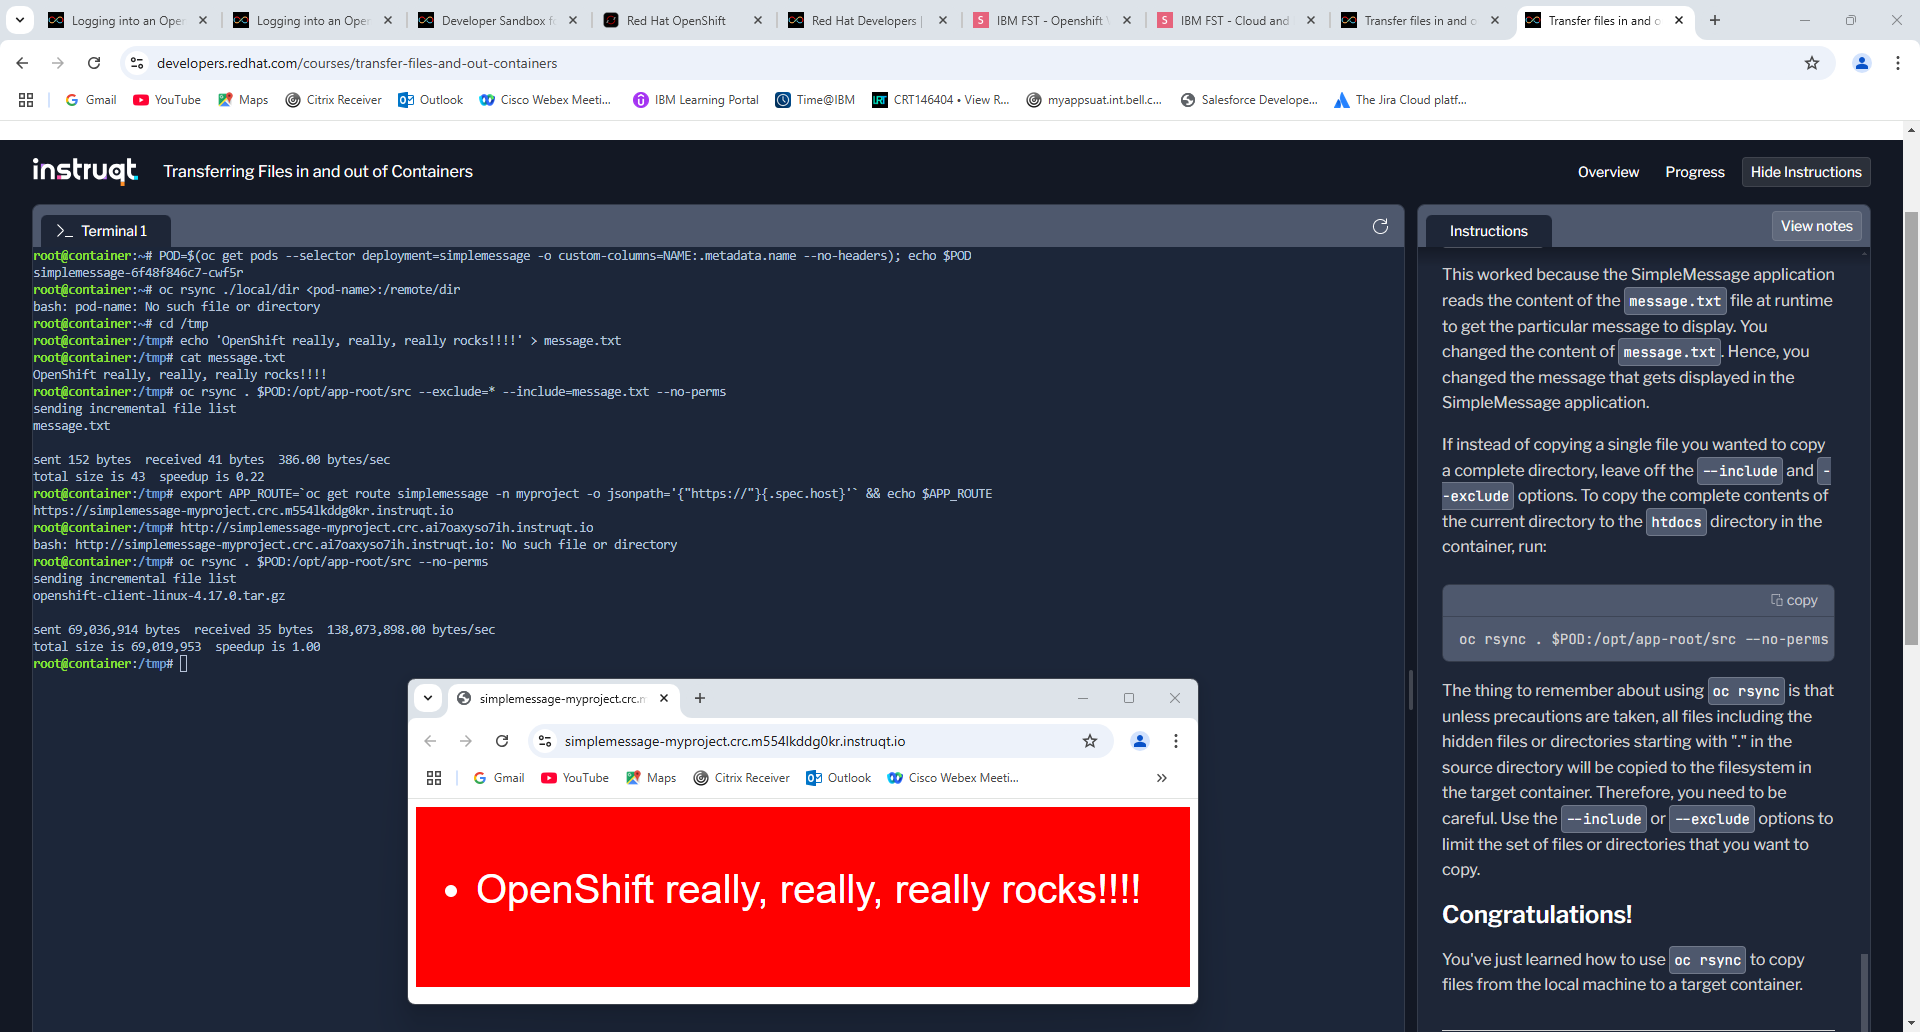 Logging into an Oper
Logging into an Oper
Developer Sandbox fo
Red Hat OpenShift
Red Hat Developers |
IBM FST - Openshift V
IBM FST - Cloud and
Transfer files in and o
Transfer files in and o
developers.redhat.com/courses/transfer-files-and-out-containers
Gmail
YouTube
Maps
Citrix Receiver
Outlook
Cisco Webex Meeti...
IBM Learning Portal
Time@IBM
CRT146404 • View R...
myappsuat.int.bell.c...
Salesforce Develope...
The Jira Cloud platf...
instruqt
Transferring Files in and out of Containers
Overview
Progress
Hide Instructions
Terminal 1
root@container:~# POD=$(oc get pods --selector deployment=simplemessage -o custom-columns=NAME:.metadata.name --no-headers); echo $POD
simplemessage-6f48f846c7-cwf5r
root@container:~# oc rsync ./local/dir <pod-name>:/remote/dir
bash: pod-name: No such file or directory
root@container:~# cd /tmp
root@container:/tmp# echo 'OpenShift really, really, really rocks!!!!' > message.txt
root@container:/tmp# cat message.txt
OpenShift really, really, really rocks!!!!
root@container:/tmp# oc rsync . $POD:/opt/app-root/src --exclude=* --include=message.txt --no-perms
sending incremental file list
message.txt
sent 152 bytes  received 41 bytes  386.00 bytes/sec
total size is 43  speedup is 0.22
root@container:/tmp# export APP_ROUTE=`oc get route simplemessage -n myproject -o jsonpath='{"https://"}{.spec.host}'` && echo $APP_ROUTE
https://simplemessage-myproject.crc.m554lkddg0kr.instruqt.io
root@container:/tmp# http://simplemessage-myproject.crc.ai7oaxyso7ih.instruqt.io
bash: http://simplemessage-myproject.crc.ai7oaxyso7ih.instruqt.io: No such file or directory
root@container:/tmp# oc rsync . $POD:/opt/app-root/src --no-perms
sending incremental file list
openshift-client-linux-4.17.0.tar.gz
sent 69,036,914 bytes  received 35 bytes  138,073,898.00 bytes/sec
total size is 69,019,953  speedup is 1.00
root@container:/tmp#
simplemessage-myproject.crc.m
simplemessage-myproject.crc.m554lkddg0kr.instruqt.io
Gmail
YouTube
Maps
Citrix Receiver
Outlook
Cisco Webex Meeti...
• OpenShift really, really, really rocks!!!!
Instructions
View notes
This worked because the SimpleMessage application
reads the content of the message.txt file at runtime
to get the particular message to display. You
changed the content of message.txt. Hence, you
changed the message that gets displayed in the
SimpleMessage application.
If instead of copying a single file you wanted to copy
a complete directory, leave off the --include and -
-exclude options. To copy the complete contents of
the current directory to the htdocs directory in the
container, run:
copy
oc rsync . $POD:/opt/app-root/src --no-perms
The thing to remember about using oc rsync is that
unless precautions are taken, all files including the
hidden files or directories starting with "." in the
source directory will be copied to the filesystem in
the target container. Therefore, you need to be
careful. Use the --include or --exclude options to
limit the set of files or directories that you want to
copy.
Congratulations!
You've just learned how to use oc rsync to copy
files from the local machine to a target container.